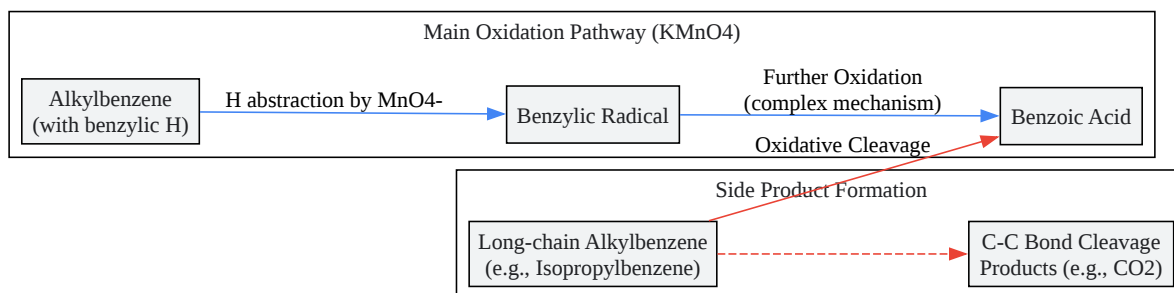 Main Oxidation Pathway (KMnO4)
Alkylbenzene
(with benzylic H)
H abstraction by MnO4-
Benzylic Radical
Further Oxidation
(complex mechanism)
Benzoic Acid
Oxidative Cleavage
Side Product Formation
Long-chain Alkylbenzene
(e.g., Isopropylbenzene)
C-C Bond Cleavage
Products (e.g., CO2)